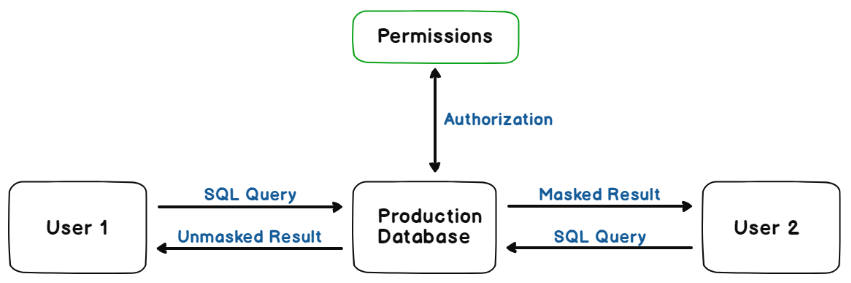 Permissions
Authorization
SQL Query
Masked Result
User 1
Production
Database
User 2
Unmasked Result
SQL Query